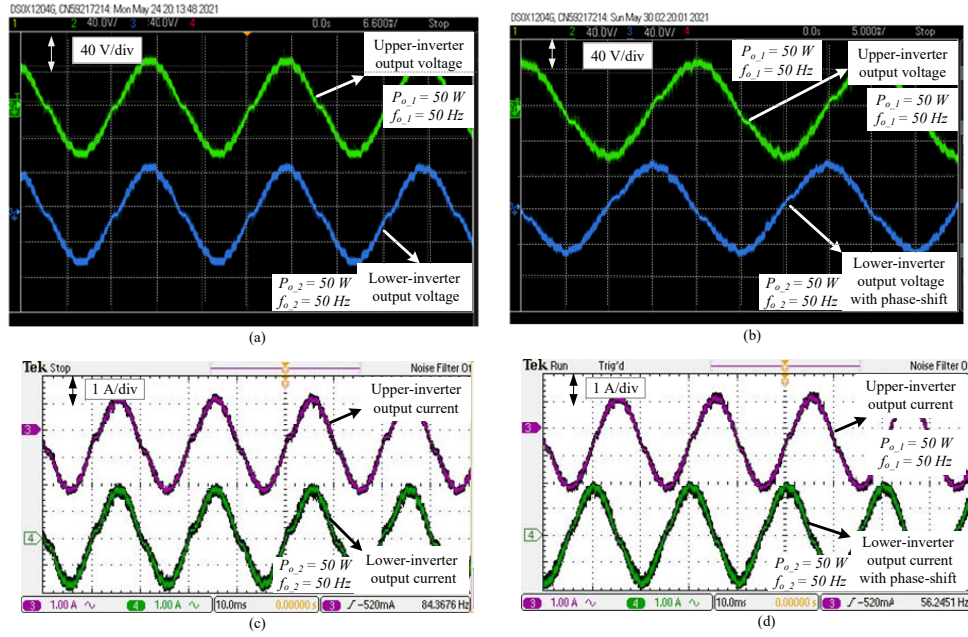 DSOX1204G, CN59217214: Mon May 24 20:13:48 2021
1 2 40.0V/ 3 40.0V/ 4 0.0s 6.600ms/ Stop
40 V/div
Upper-inverter
output voltage
Po_1 = 50 W
fo_1 = 50 Hz
Po_2 = 50 W
fo_2 = 50 Hz
Lower-inverter
output voltage
(a)
DSOX1204G, CN59217214: Sun May 30 02:20:01 2021
1 2 40.0V/ 3 40.0V/ 4 0.0s 5.000ms/ Stop
40 V/div
Po_1 = 50 W
fo_1 = 50 Hz
Upper-inverter
output voltage
Po_1 = 50 W
fo_1 = 50 Hz
Po_2 = 50 W
fo_2 = 50 Hz
Lower-inverter
output voltage
with phase-shift
(b)
Tek Stop Noise Filter Of
1 A/div
Upper-inverter
output current
3
4
Po_2 = 50 W
fo_2 = 50 Hz
Lower-inverter
output current
3 1.00 A 4 1.00 A 10.0ms 0.00000 s 3 -520mA 84.3676 Hz
(c)
Tek Run Trig'd Noise Filter O
1 A/div
Upper-inverter
output current
3
Po_1 = 50 W
fo_1 = 50 Hz
4
Po_2 = 50 W
fo_2 = 50 Hz
Lower-inverter
output current
with phase-shift
3 1.00 A 4 1.00 A 10.0ms 0.00000 s 3 -520mA 56.2451 Hz
(d)